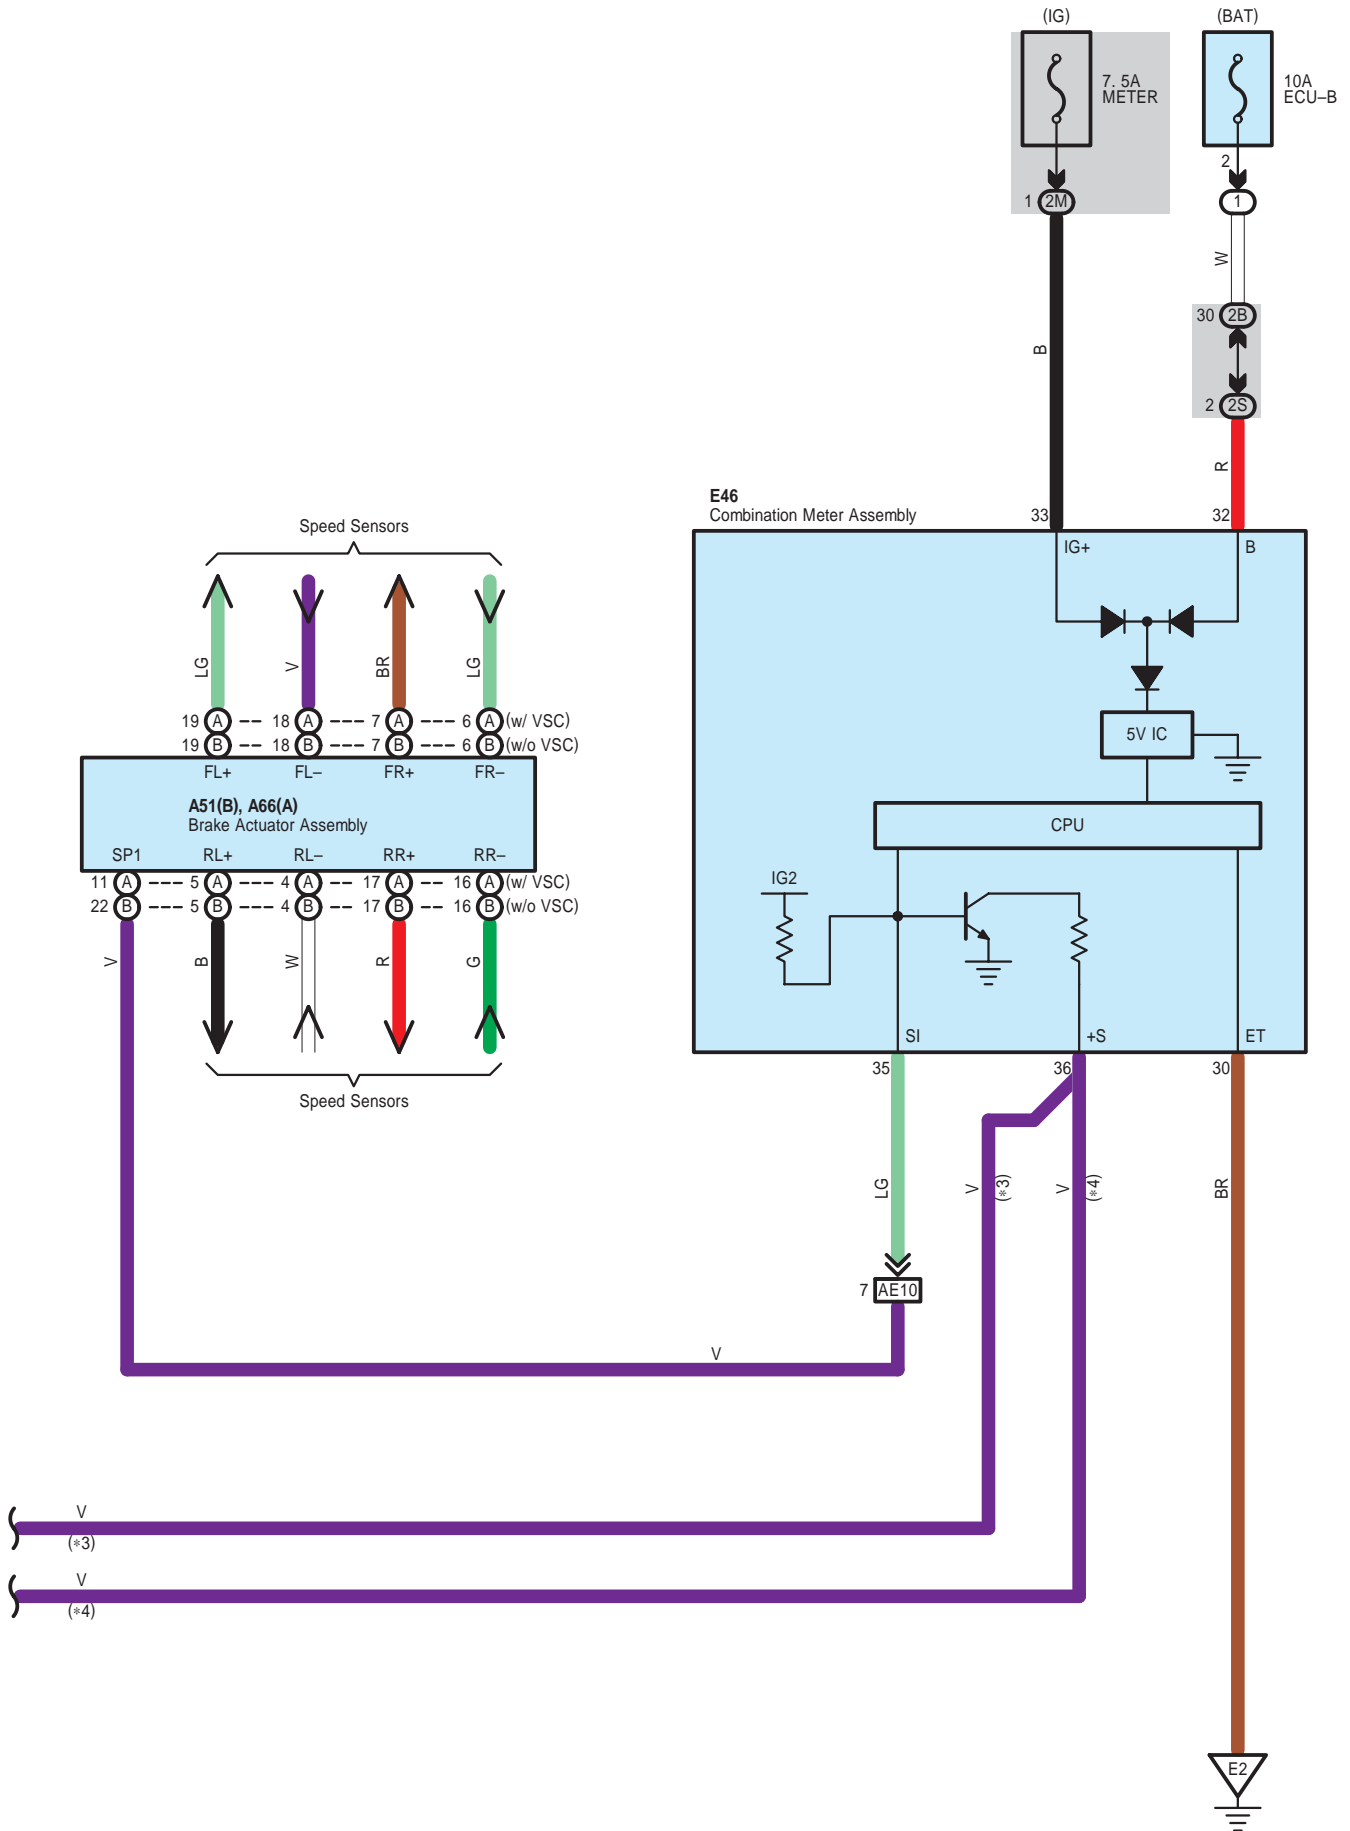 (IG)
(BAT)
7. 5A
METER
10A
ECU–B
2
1 2M
1
W
30 2B
B
2 2S
R
E46
Combination Meter Assembly
33
32
IG+
B
Speed Sensors
LG
V
BR
LG
19 A 18 A 7 A 6 A (w/ VSC)
19 B 18 B 7 B 6 B (w/o VSC)
FL+ FL– FR+ FR–
A51(B), A66(A)
Brake Actuator Assembly
SP1 RL+ RL– RR+ RR–
11 A 5 A 4 A 17 A 16 A (w/ VSC)
22 B 5 B 4 B 17 B 16 B (w/o VSC)
V
B
W
R
G
Speed Sensors
5V IC
CPU
IG2
SI
+S
ET
35
36
30
LG
V
(*3)
V
(*4)
BR
7 AE10
V
V
(*3)
V
(*4)
E2